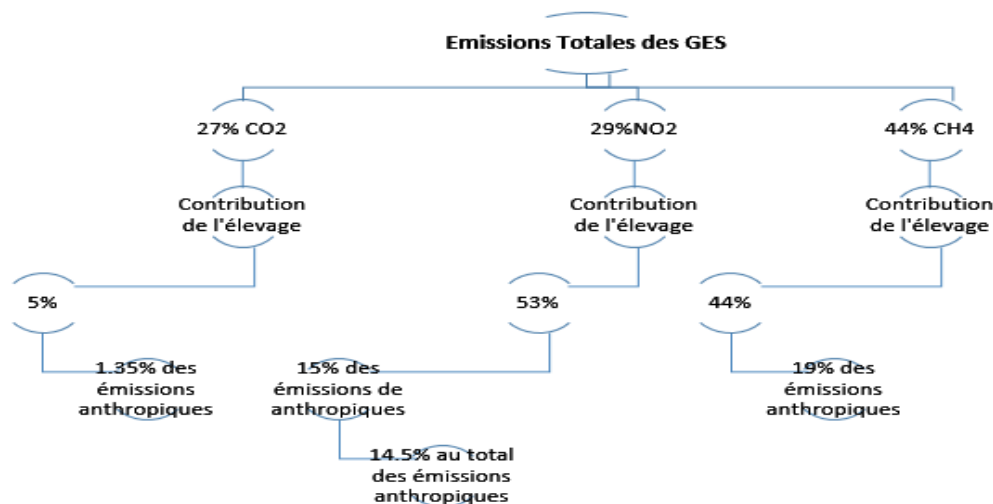 Emissions Totales des GES
27% CO2
29%NO2
44% CH4
Contribution
de l'élevage
Contribution
de l'élevage
Contribution
de l'élevage
5%
53%
44%
1.35% des
émissions
anthropiques
15% des
émissions de
anthropiques
19% des
émissions
anthropiques
14.5% au total
des émissions
anthropiques